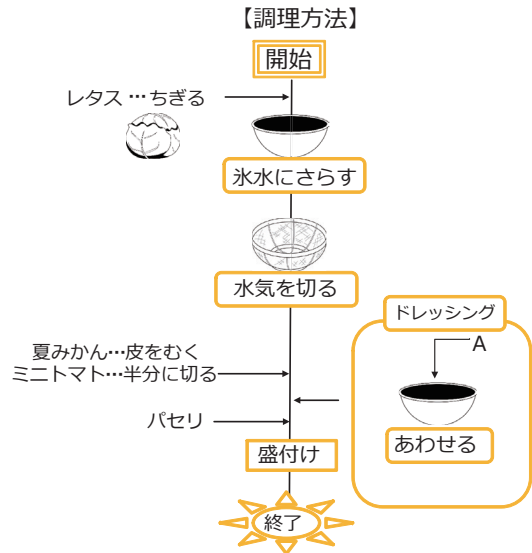 【調理方法】
開始
レタス…ちぎる
氷水にさらす
水気を切る
ドレッシング
A
あわせる
夏みかん…皮をむく
ミニトマト…半分に切る
パセリ
盛付け
終了